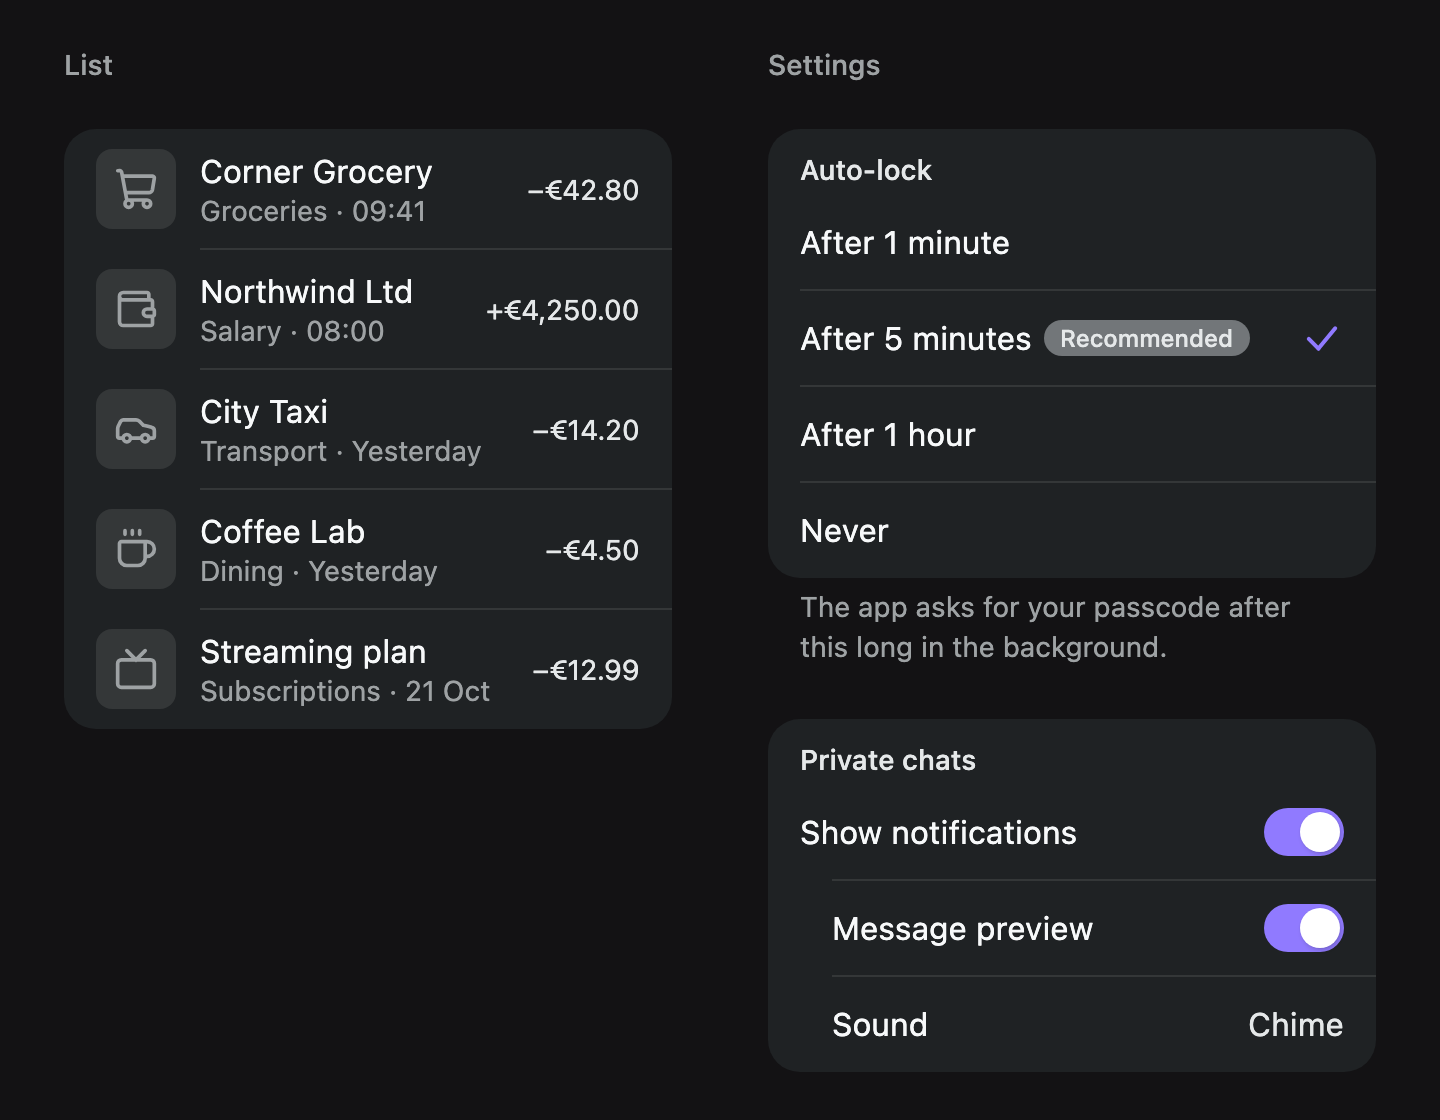 List
Corner Grocery
Groceries · 09:41
–€42.80
Northwind Ltd
Salary · 08:00
+€4,250.00
City Taxi
Transport · Yesterday
–€14.20
Coffee Lab
Dining · Yesterday
–€4.50
Streaming plan
Subscriptions · 21 Oct
–€12.99
Settings
Auto-lock
After 1 minute
After 5 minutes Recommended
After 1 hour
Never
The app asks for your passcode after
this long in the background.
Private chats
Show notifications
Message preview
Sound Chime